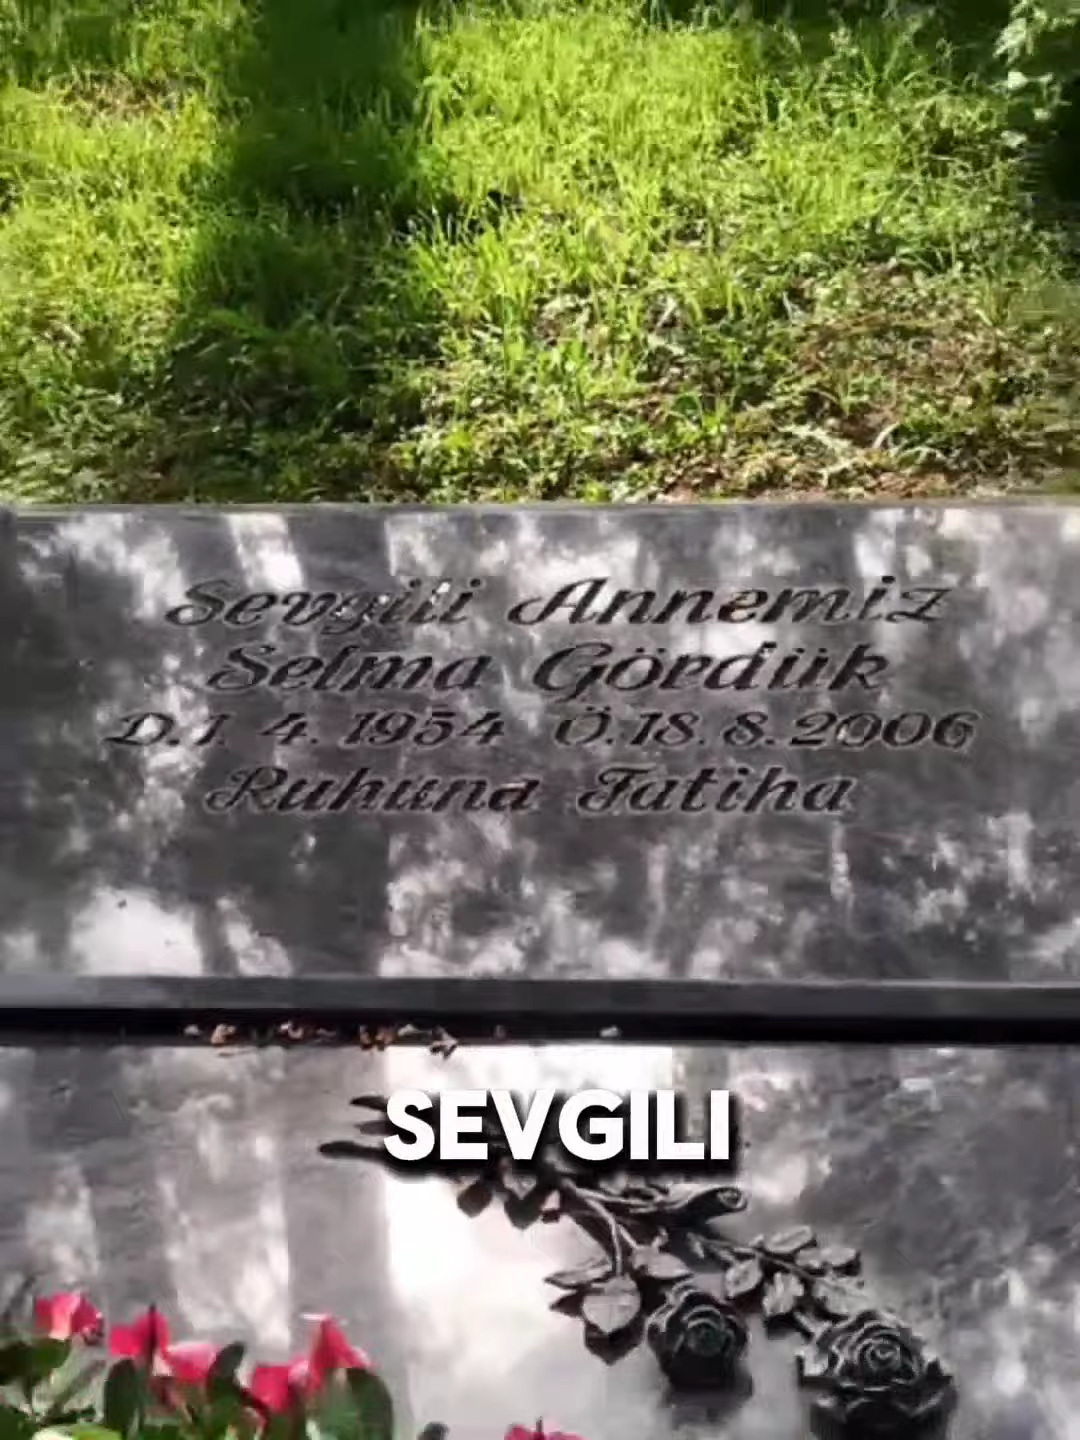 Sevgili Annemiz
Selma Gördük
D.1. 4. 1954 Ö.18. 8. 2006
Ruhuna Fatiha
SEVGILI